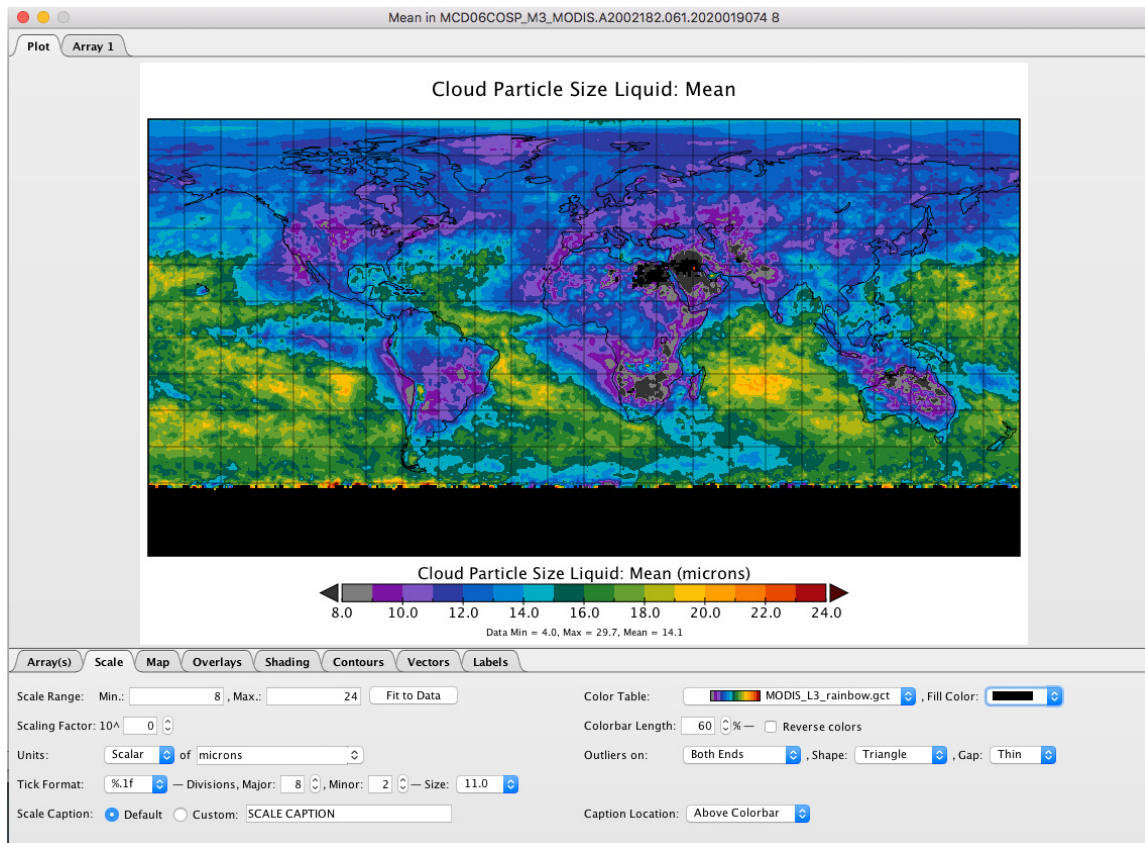 Mean in MCD06COSP_M3_MODIS.A2002182.061.2020019074 8
Plot Array 1
Cloud Particle Size Liquid: Mean
Cloud Particle Size Liquid: Mean (microns)
8.0 10.0 12.0 14.0 16.0 18.0 20.0 22.0 24.0
Data Min = 4.0, Max = 29.7, Mean = 14.1
Array(s) Scale Map Overlays Shading Contours Vectors Labels
Scale Range: Min.: 8 , Max.: 24 Fit to Data Color Table: MODIS_L3_rainbow.gct , Fill Color:
Scaling Factor: 10^ 0 Colorbar Length: 60 % — Reverse colors
Units: Scalar of microns Outliers on: Both Ends , Shape: Triangle , Gap: Thin
Tick Format: %.1f — Divisions, Major: 8 , Minor: 2 — Size: 11.0
Scale Caption: Default Custom: SCALE CAPTION Caption Location: Above Colorbar